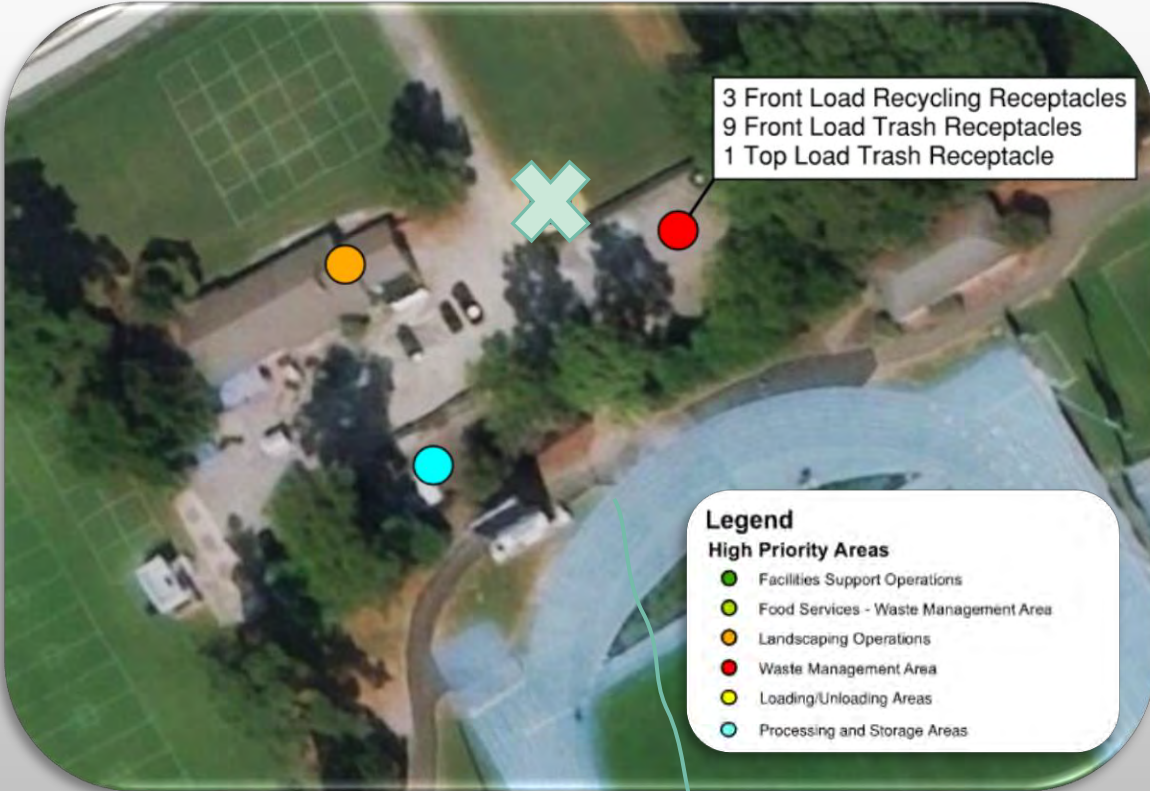 3 Front Load Recycling Receptacles
9 Front Load Trash Receptacles
1 Top Load Trash Receptacle
Legend
High Priority Areas
Facilities Support Operations
Food Services - Waste Management Area
Landscaping Operations
Waste Management Area
Loading/Unloading Areas
Processing and Storage Areas